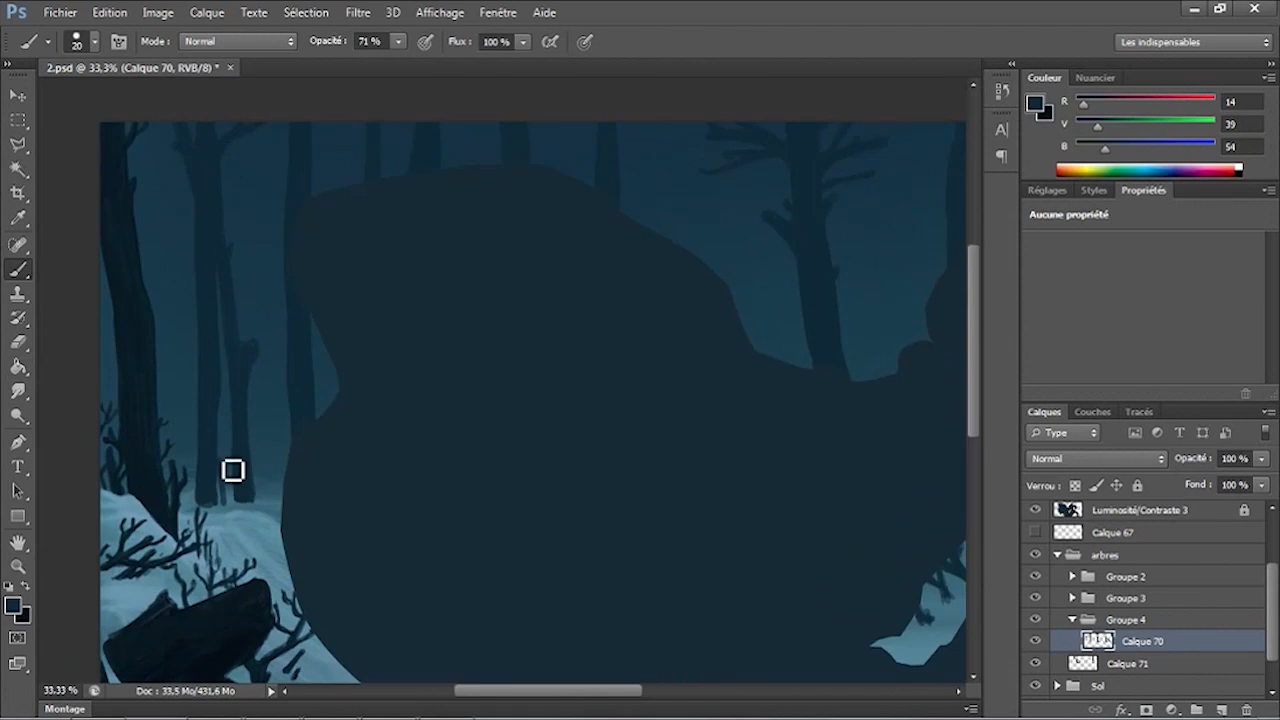 Ps Fichier Edition Image Calque Texte Sélection Filtre 3D Affichage Fenêtre Aide
20 Mode : Normal Opacité : 71 % Flux : 100 % Les indispensables
2.psd @ 33,3% (Calque 70, RVB/8) * ×
Couleur Nuancier
R 14
V 39
B 54
Réglages Styles Propriétés
Aucune propriété
Calques Couches Tracés
Type
Normal Opacité : 100 %
Verrou : Fond : 100 %
Luminosité/Contraste 3
Calque 67
arbres
Groupe 2
Groupe 3
Groupe 4
Calque 70
Calque 71
Sol
33,33 % Doc : 33,5 Mo/431,6 Mo
Montage